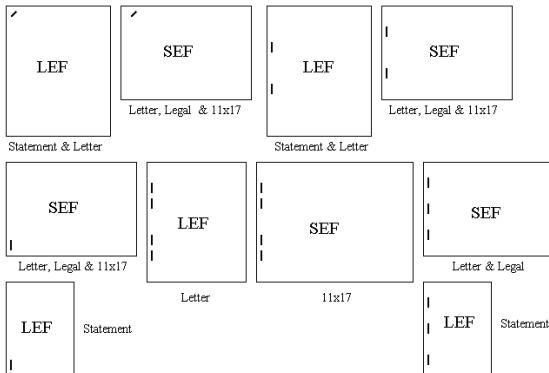 LEF
SEF
LEF
SEF
Statement & Letter
Letter, Legal & 11x17
Statement & Letter
Letter, Legal & 11x17
SEF
LEF
SEF
SEF
Letter, Legal & 11x17
Letter
11x17
Letter & Legal
LEF
Statement
LEF
Statement